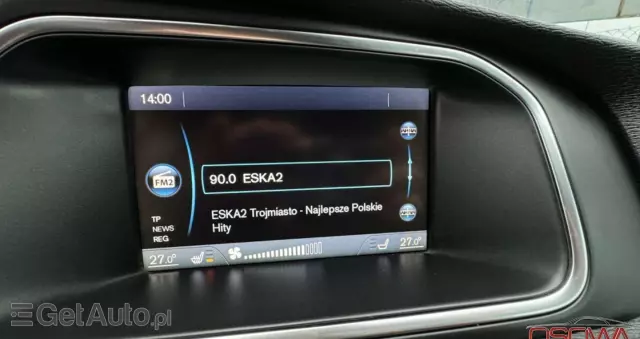 14:00
90.0 ESKA2
FM2
ESKA2 Trojmiasto - Najlepsze Polskie
Hity
TP
NEWS
REG
27.0°
27.0°
GetAuto.pl
OSOWA